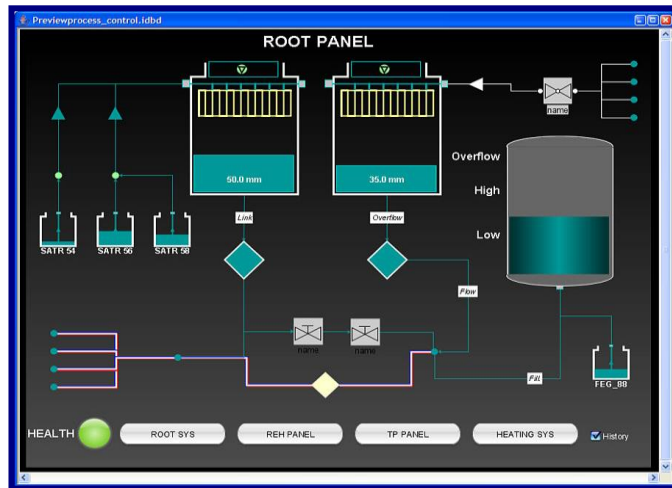 Previewprocess_control.idbd
ROOT PANEL
name
Overflow
High
Low
50.0 mm
35.0 mm
Link
Overflow
SATR 54
SATR 56
SATR 58
Flow
name
name
Fill
FEG_88
HEALTH
ROOT SYS
REH PANEL
TP PANEL
HEATING SYS
History